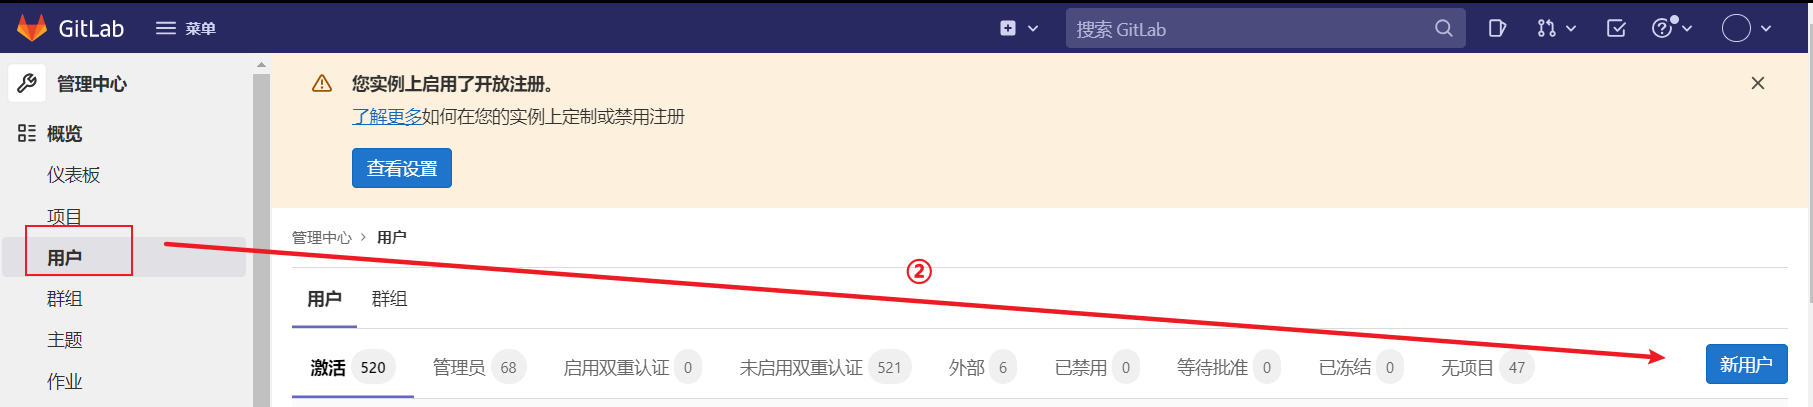 GitLab 菜单 搜索 GitLab
管理中心
概览
仪表板
项目
用户
群组
主题
作业
您实例上启用了开放注册。
了解更多如何在您的实例上定制或禁用注册
查看设置
管理中心 › 用户
②
用户 群组
激活 520 管理员 68 启用双重认证 0 未启用双重认证 521 外部 6 已禁用 0 等待批准 0 已冻结 0 无项目 47 新用户